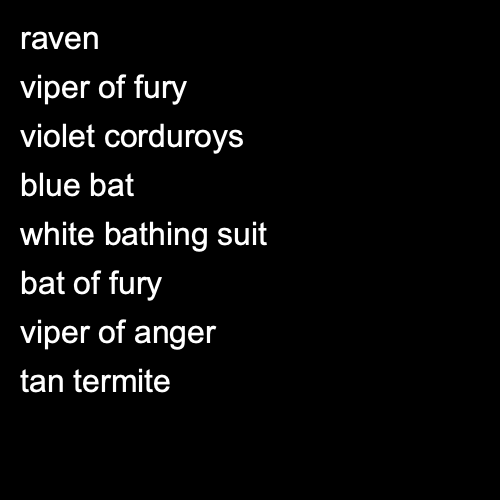 raven
viper of fury
violet corduroys
blue bat
white bathing suit
bat of fury
viper of anger
tan termite